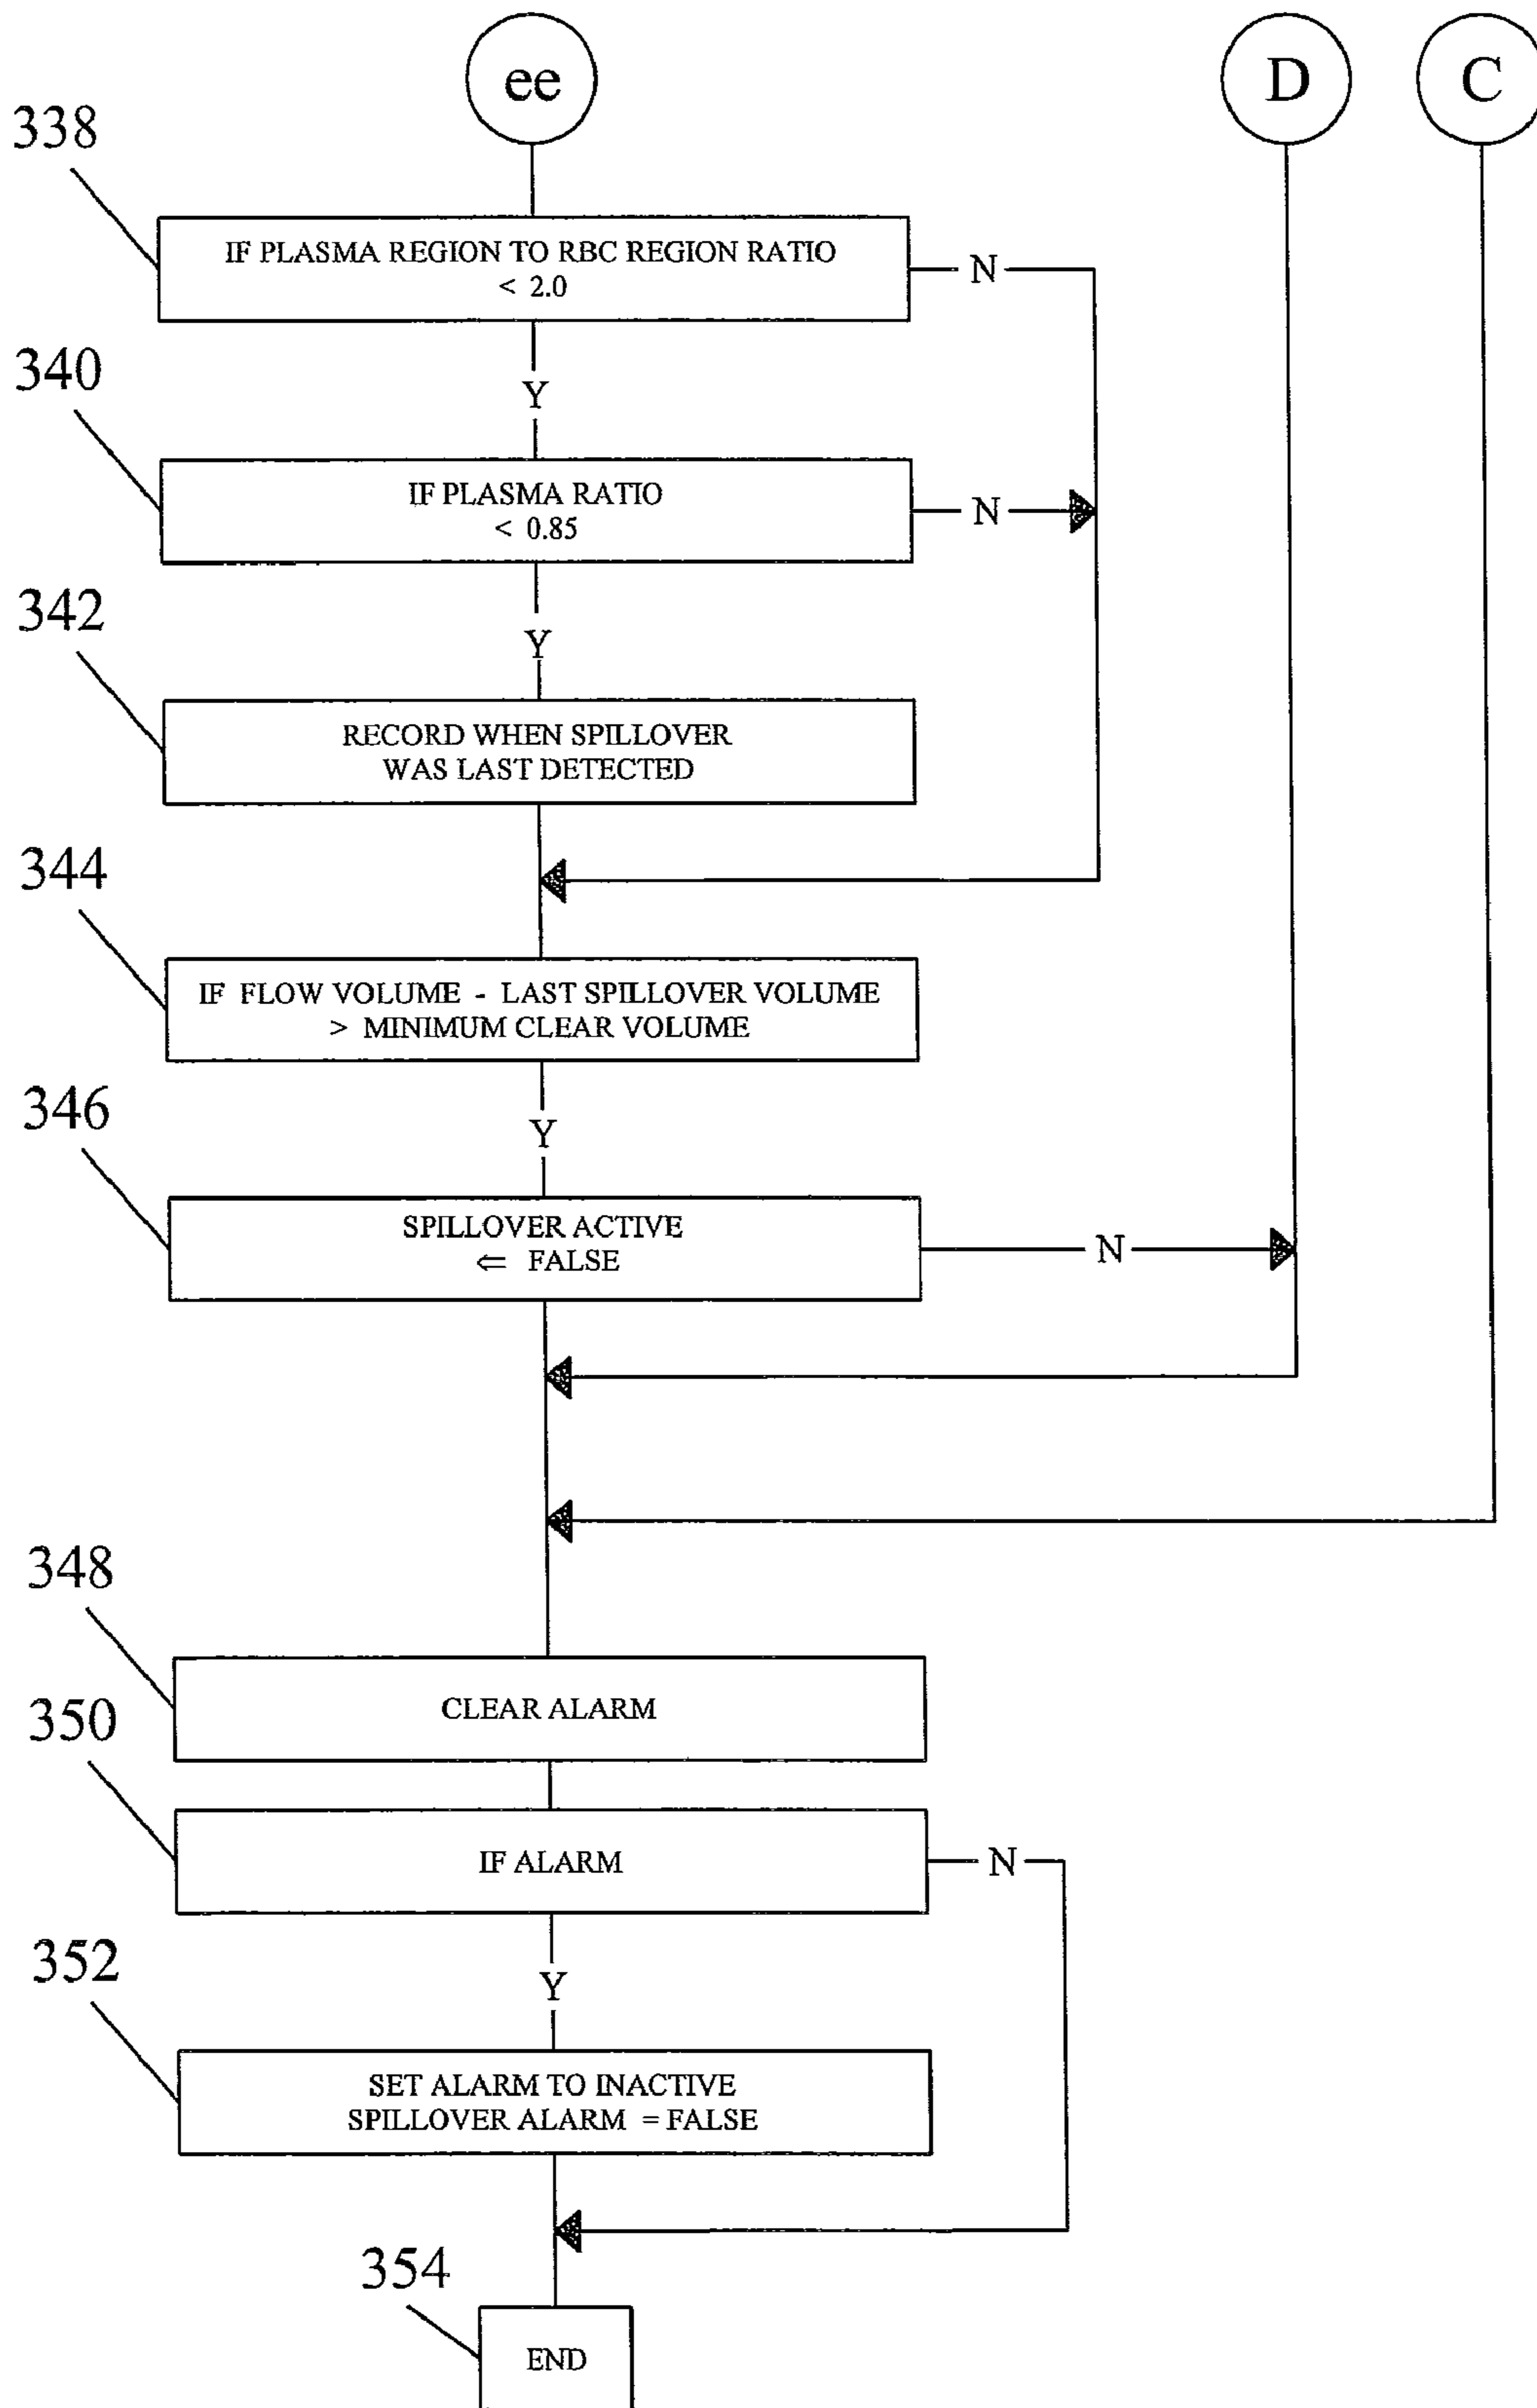 ee
D
C
338
IF PLASMA REGION TO RBC REGION RATIO
< 2.0
N
Y
340
IF PLASMA RATIO
< 0.85
N
Y
342
RECORD WHEN SPILLOVER
WAS LAST DETECTED
344
IF FLOW VOLUME - LAST SPILLOVER VOLUME
> MINIMUM CLEAR VOLUME
Y
346
SPILLOVER ACTIVE
⇐ FALSE
N
348
CLEAR ALARM
350
IF ALARM
N
Y
352
SET ALARM TO INACTIVE
SPILLOVER ALARM = FALSE
354
END